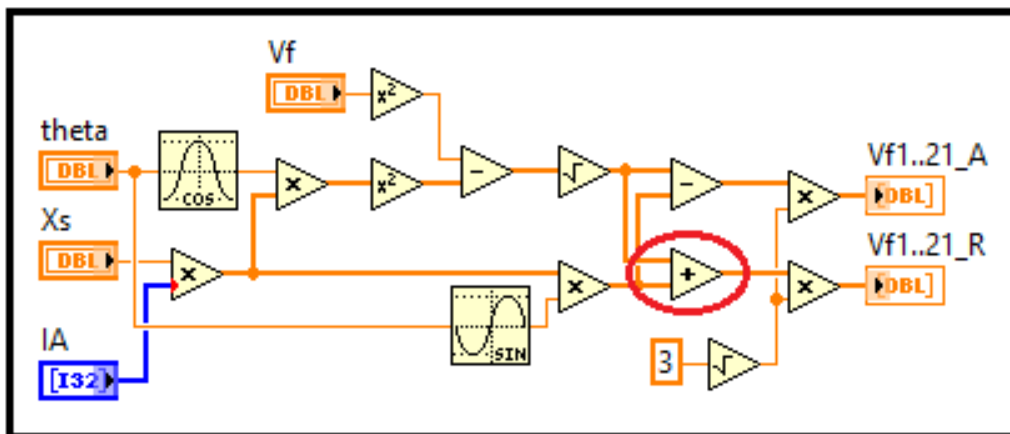 Vf
DBL
x²
theta
DBL
COS
×
x²
-
√
-
×
Vf1..21_A
[DBL]
Xs
DBL
×
×
+
×
Vf1..21_R
[DBL]
SIN
IA
[I32]
3
√